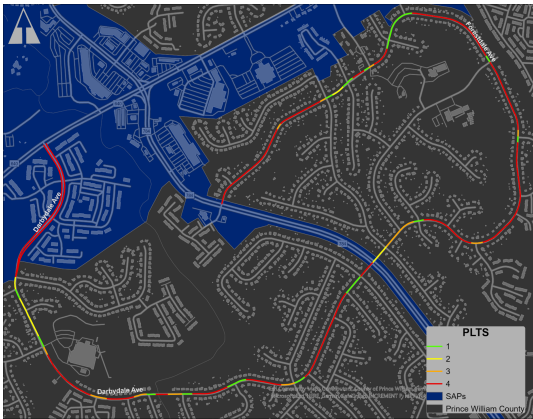 Forestdale Ave
Darbydale Ave
Darbydale Ave
PLTS
1
2
3
4
SAPs
Prince William County